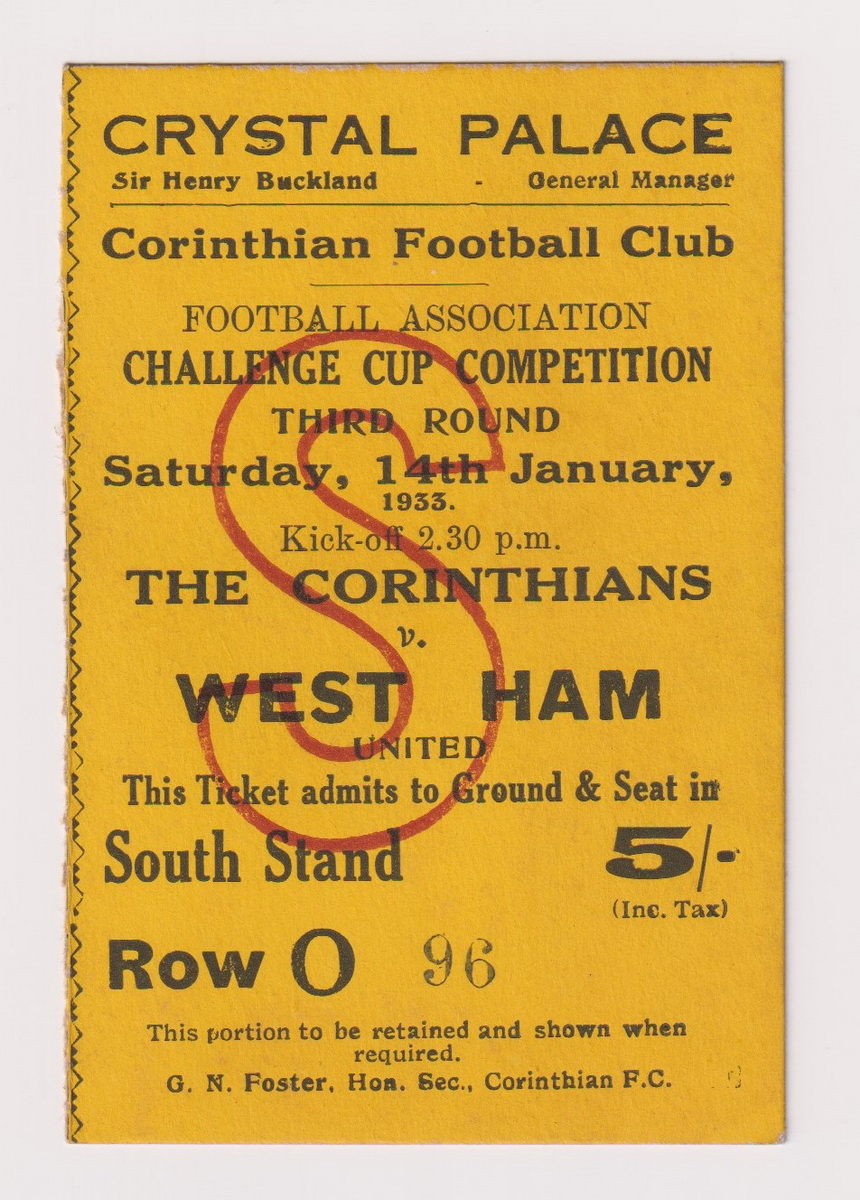 CRYSTAL PALACE
Sir Henry Buckland - General Manager
Corinthian Football Club
FOOTBALL ASSOCIATION
CHALLENGE CUP COMPETITION
THIRD ROUND
Saturday, 14th January,
1933.
Kick-off 2.30 p.m.
THE CORINTHIANS
v.
WEST HAM
UNITED
This Ticket admits to Ground & Seat in
South Stand 5/-
(Inc. Tax)
Row O 96
This portion to be retained and shown when
required.
G. N. Foster, Hon. Sec., Corinthian F.C.
S